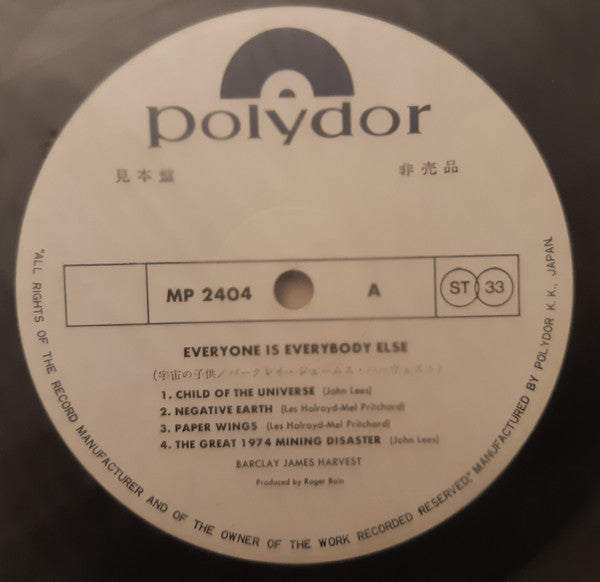 polydor
見本盤 非売品
MP 2404 A ST 33
EVERYONE IS EVERYBODY ELSE
(宇宙の子供／バークレイ・ジェームス・ハーヴェスト)
1. CHILD OF THE UNIVERSE (John Lees)
2. NEGATIVE EARTH (Les Holroyd-Mel Pritchard)
3. PAPER WINGS (Les Holroyd-Mel Pritchard)
4. THE GREAT 1974 MINING DISASTER (John Lees)
BARCLAY JAMES HARVEST
Produced by Roger Bain
"ALL RIGHTS OF THE RECORD MANUFACTURER AND OF THE OWNER OF THE WORK RECORDED RESERVED." MANUFACTURED BY POLYDOR K.K., JAPAN.